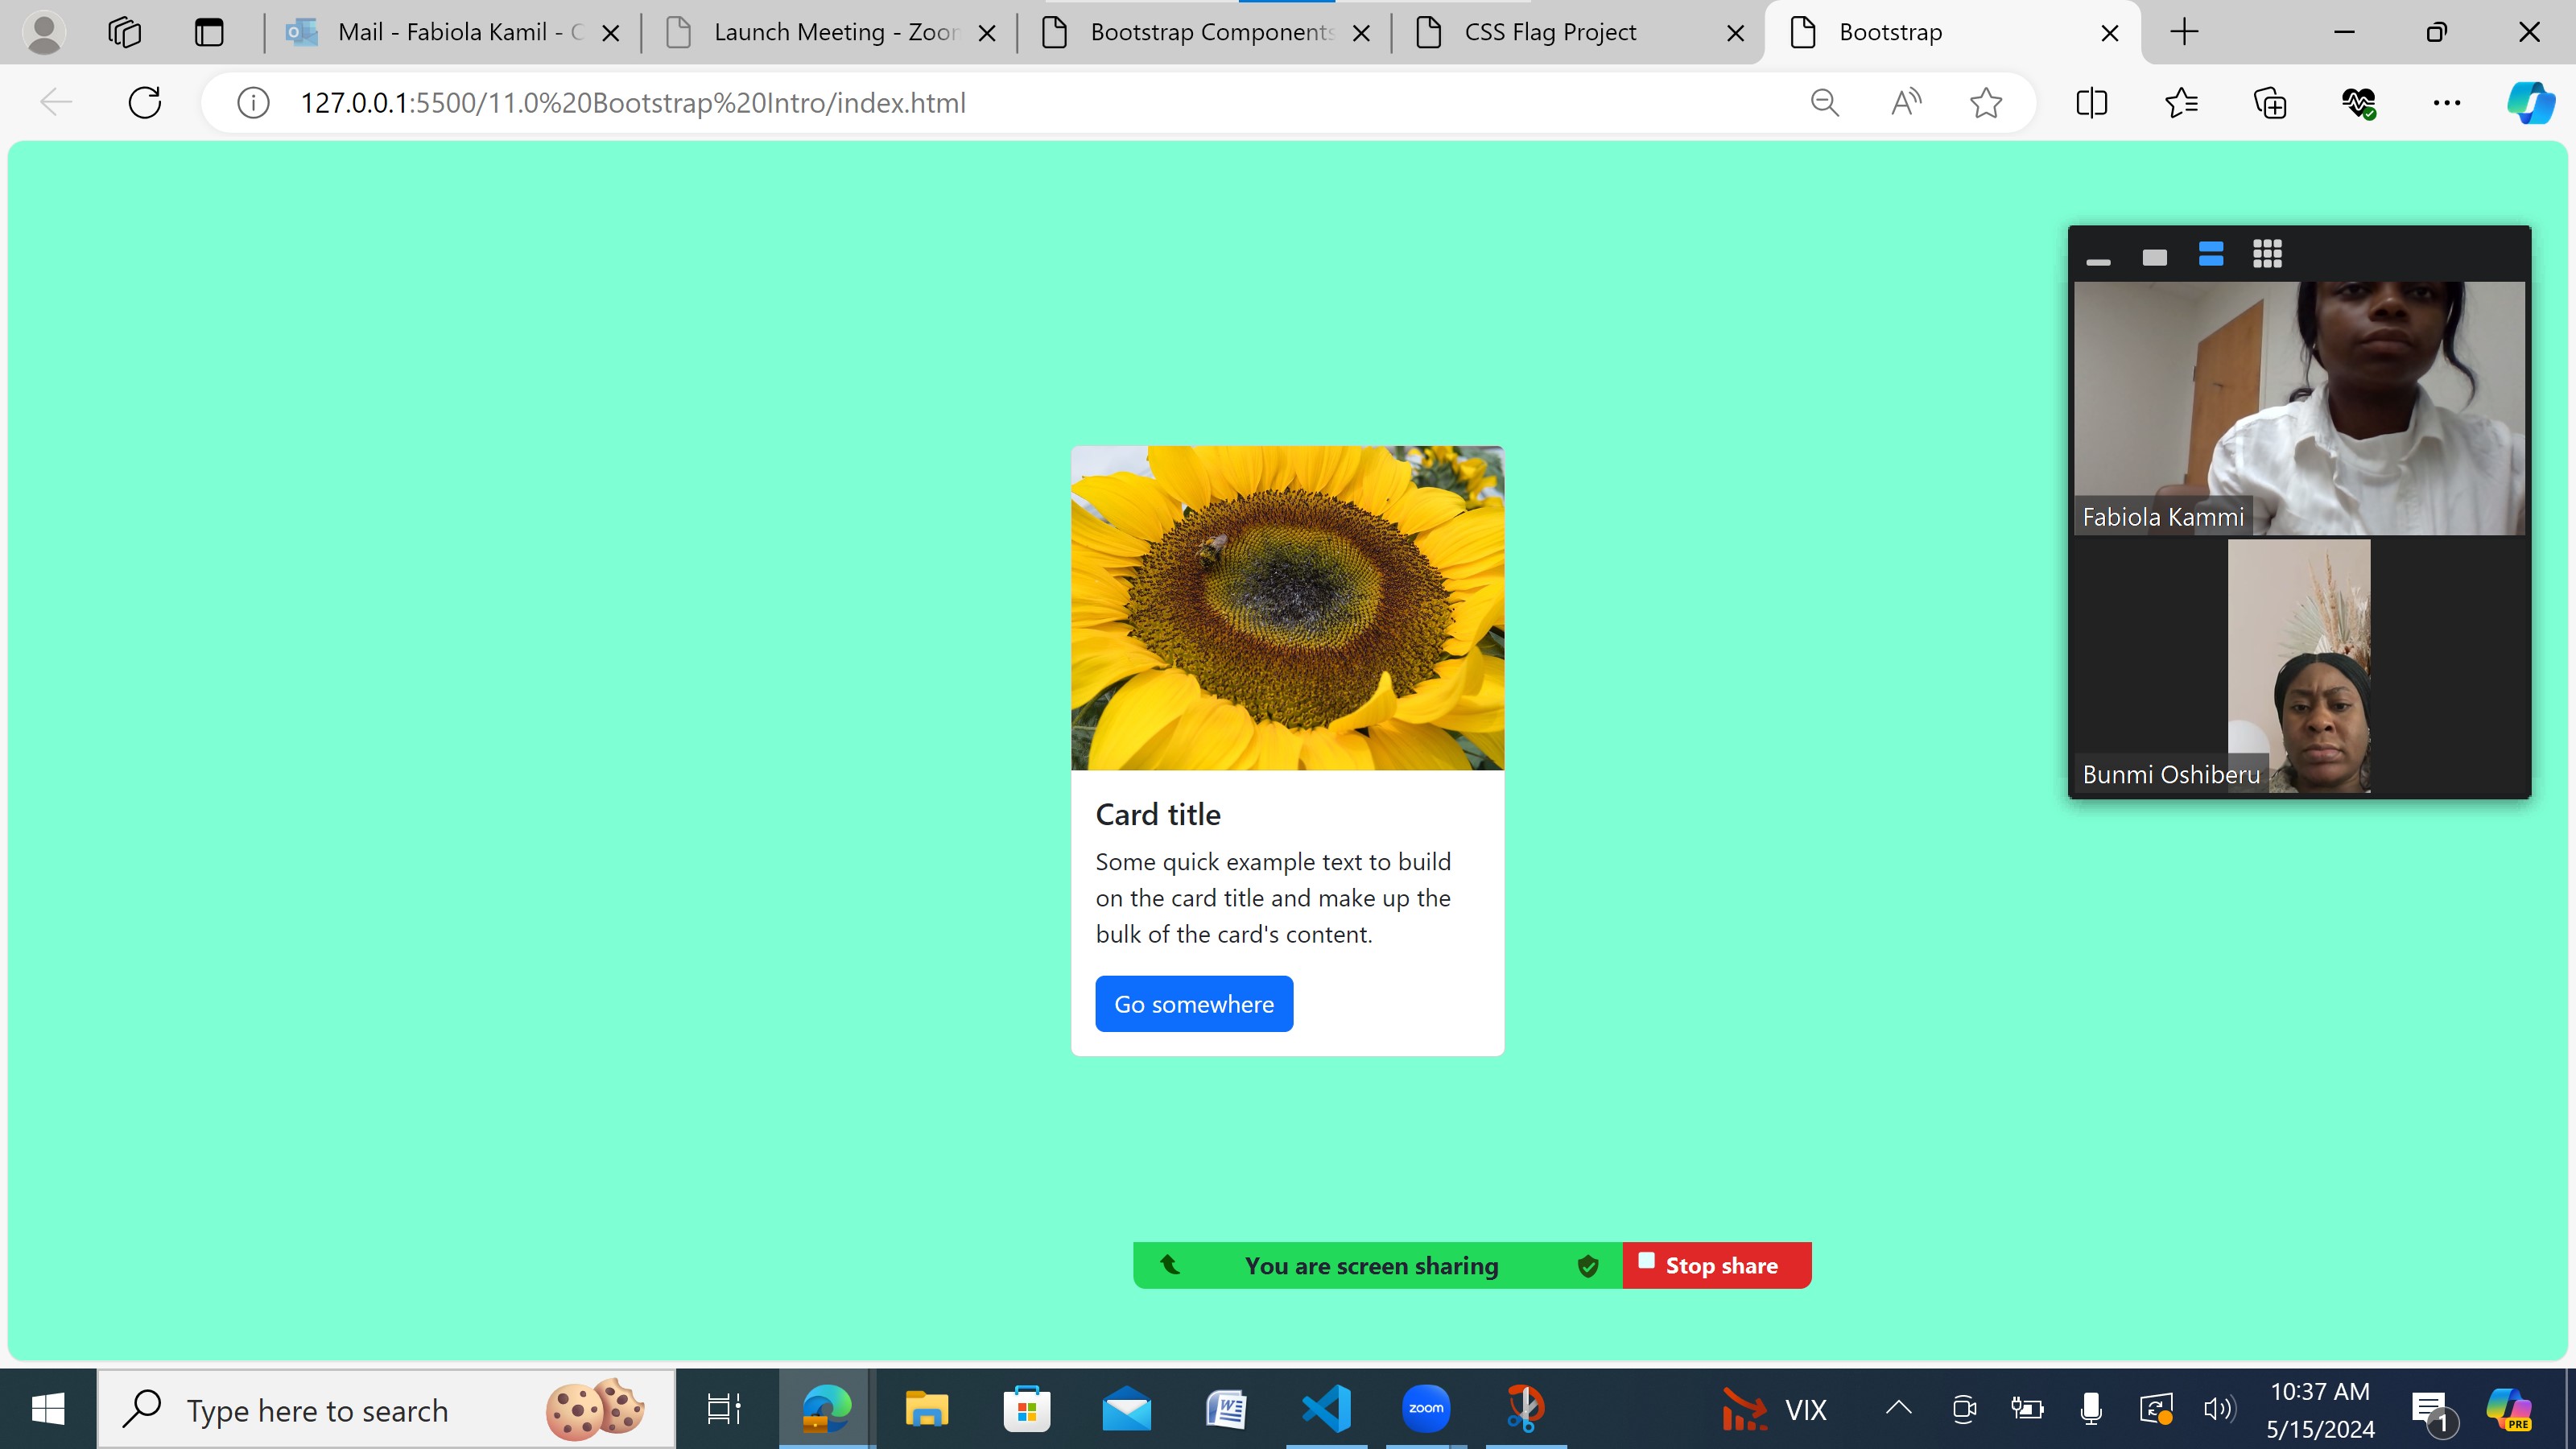 Mail - Fabiola Kamil - O
Launch Meeting - Zoom
Bootstrap Components
CSS Flag Project
Bootstrap
127.0.0.1:5500/11.0%20Bootstrap%20Intro/index.html
Fabiola Kammi
Bunmi Oshiberu
Card title
Some quick example text to build
on the card title and make up the
bulk of the card's content.
Go somewhere
You are screen sharing
Stop share
Type here to search
zoom
VIX
10:37 AM
5/15/2024
1
PRE